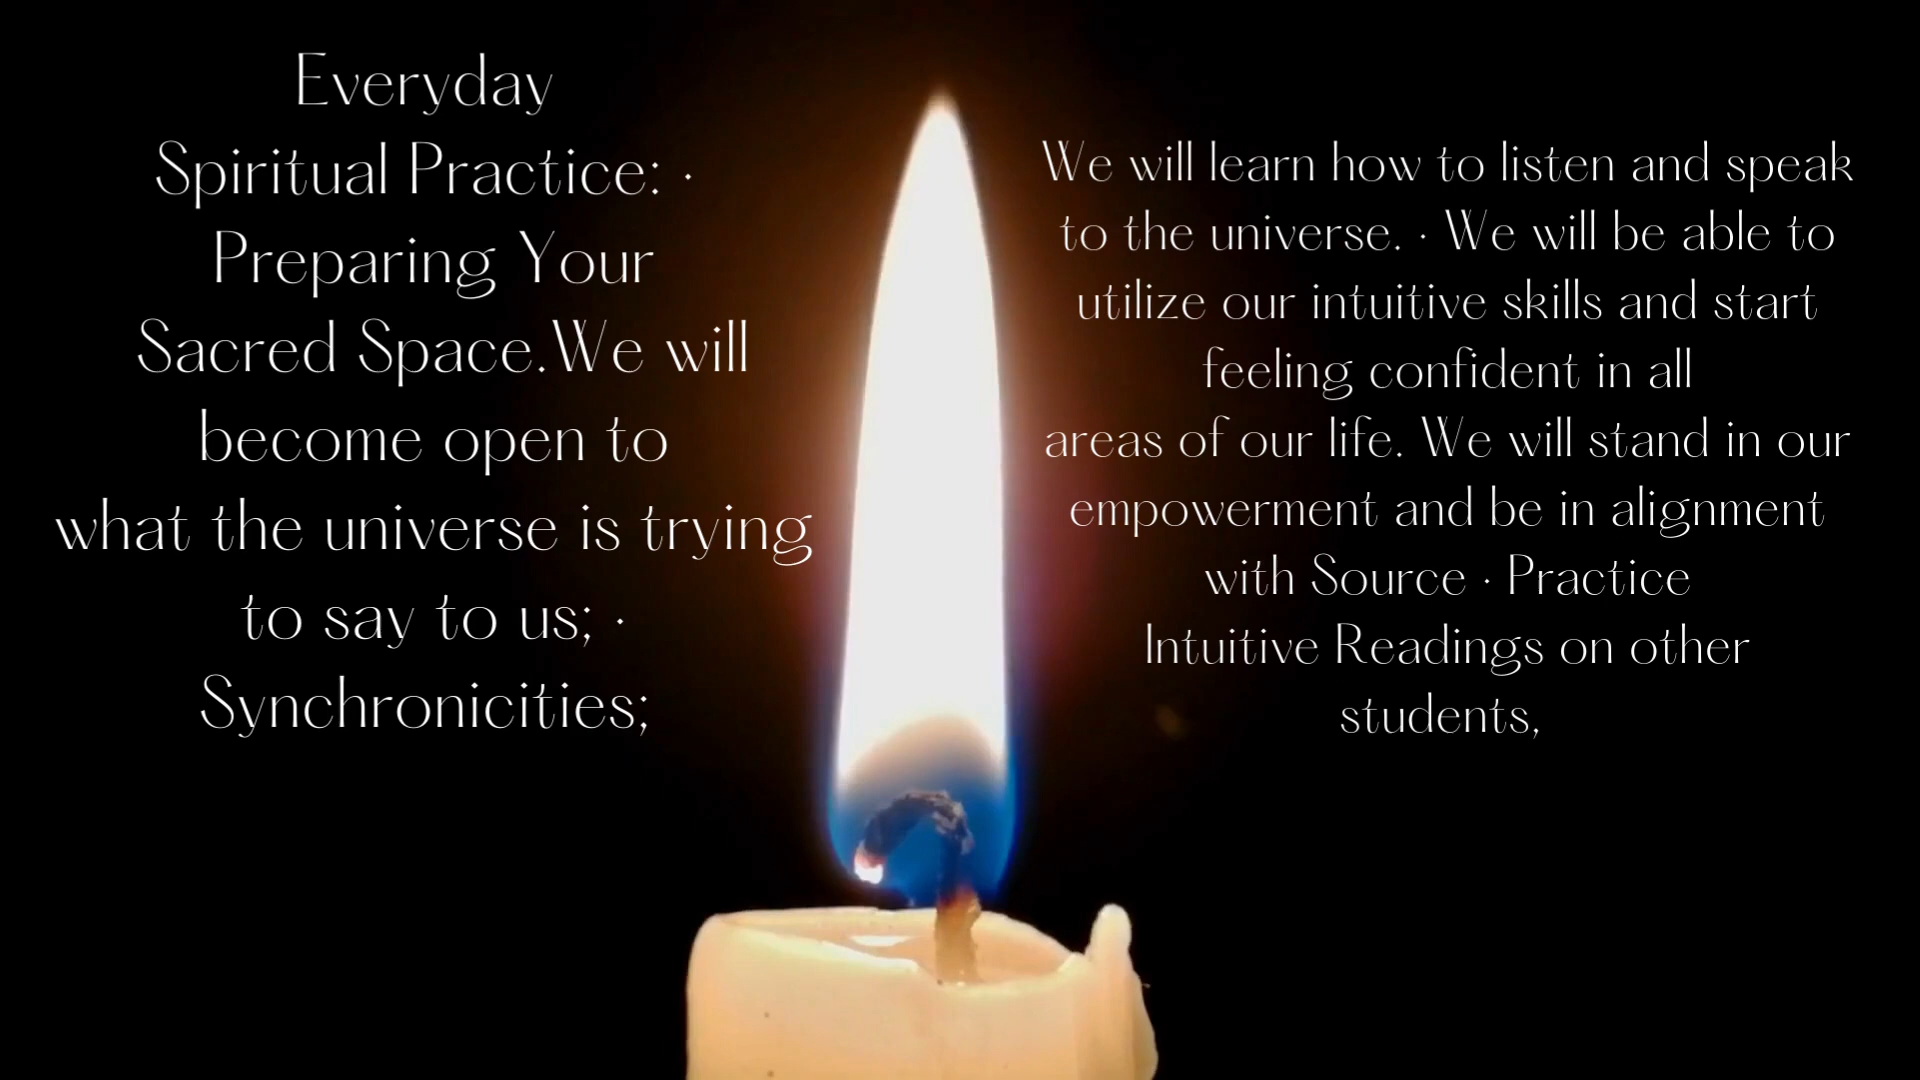 Everyday
Spiritual Practice: ·
Preparing Your
Sacred Space.We will
become open to
what the universe is trying
to say to us; ·
Synchronicities;
We will learn how to listen and speak
to the universe. · We will be able to
utilize our intuitive skills and start
feeling confident in all
areas of our life. We will stand in our
empowerment and be in alignment
with Source · Practice
Intuitive Readings on other
students,